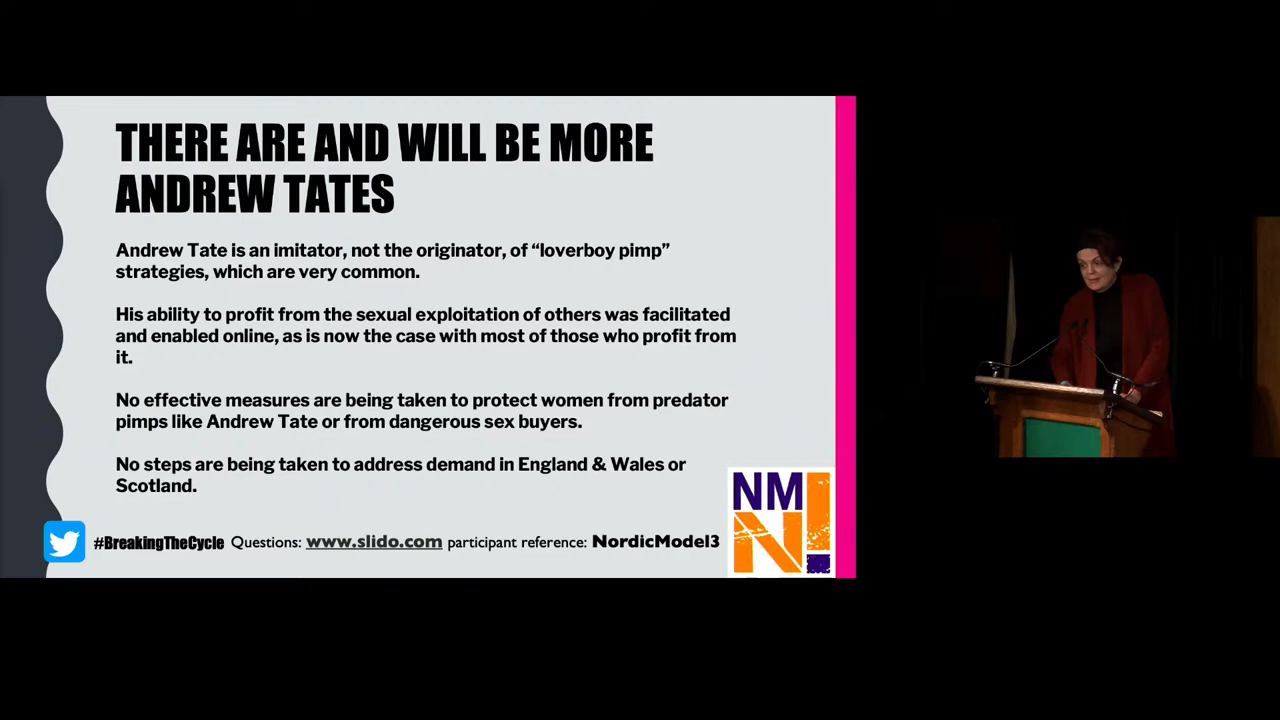 THERE ARE AND WILL BE MORE
ANDREW TATES
Andrew Tate is an imitator, not the originator, of “loverboy pimp”
strategies, which are very common.
His ability to profit from the sexual exploitation of others was facilitated
and enabled online, as is now the case with most of those who profit from
it.
No effective measures are being taken to protect women from predator
pimps like Andrew Tate or from dangerous sex buyers.
No steps are being taken to address demand in England & Wales or
Scotland.
#BreakingTheCycle Questions: www.slido.com participant reference: NordicModel3
NM
N!